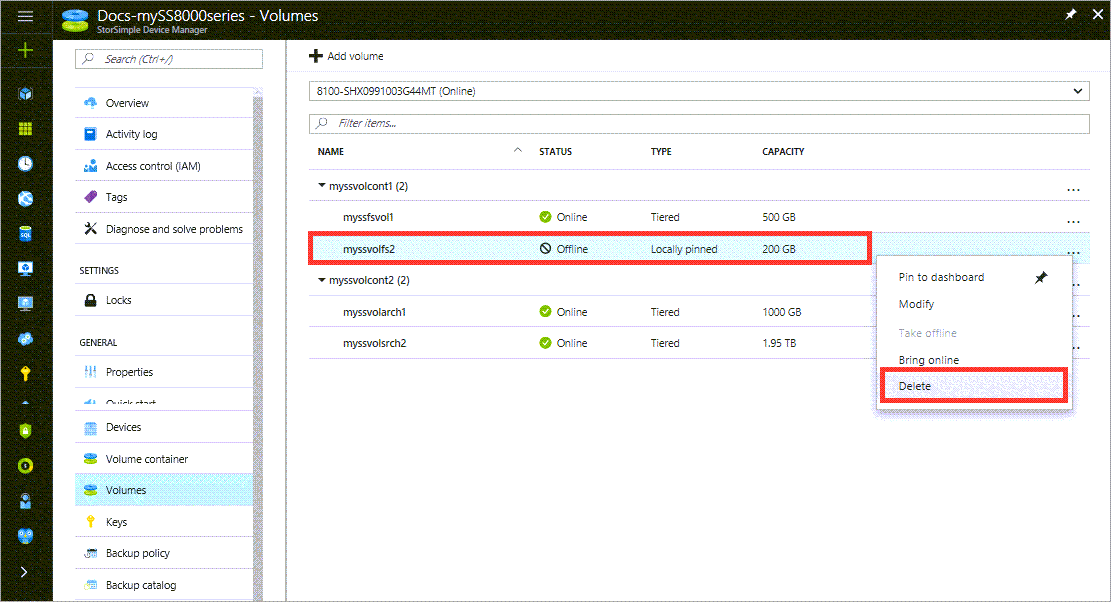 Docs-mySS8000series - Volumes
StorSimple Device Manager
Search (Ctrl+/)
Overview
Activity log
Access control (IAM)
Tags
Diagnose and solve problems
SETTINGS
Locks
GENERAL
Properties
Quick start
Devices
Volume container
Volumes
Keys
Backup policy
Backup catalog
Add volume
8100-SHX0991003G44MT (Online)
Filter items...
NAME STATUS TYPE CAPACITY
myssvolcont1 (2) ...
myssfsvol1 Online Tiered 500 GB ...
myssvolfs2 Offline Locally pinned 200 GB ...
myssvolcont2 (2)
myssvolarch1 Online Tiered 1000 GB
myssvolsrch2 Online Tiered 1.95 TB
Pin to dashboard
Modify
Take offline
Bring online
Delete
SQL